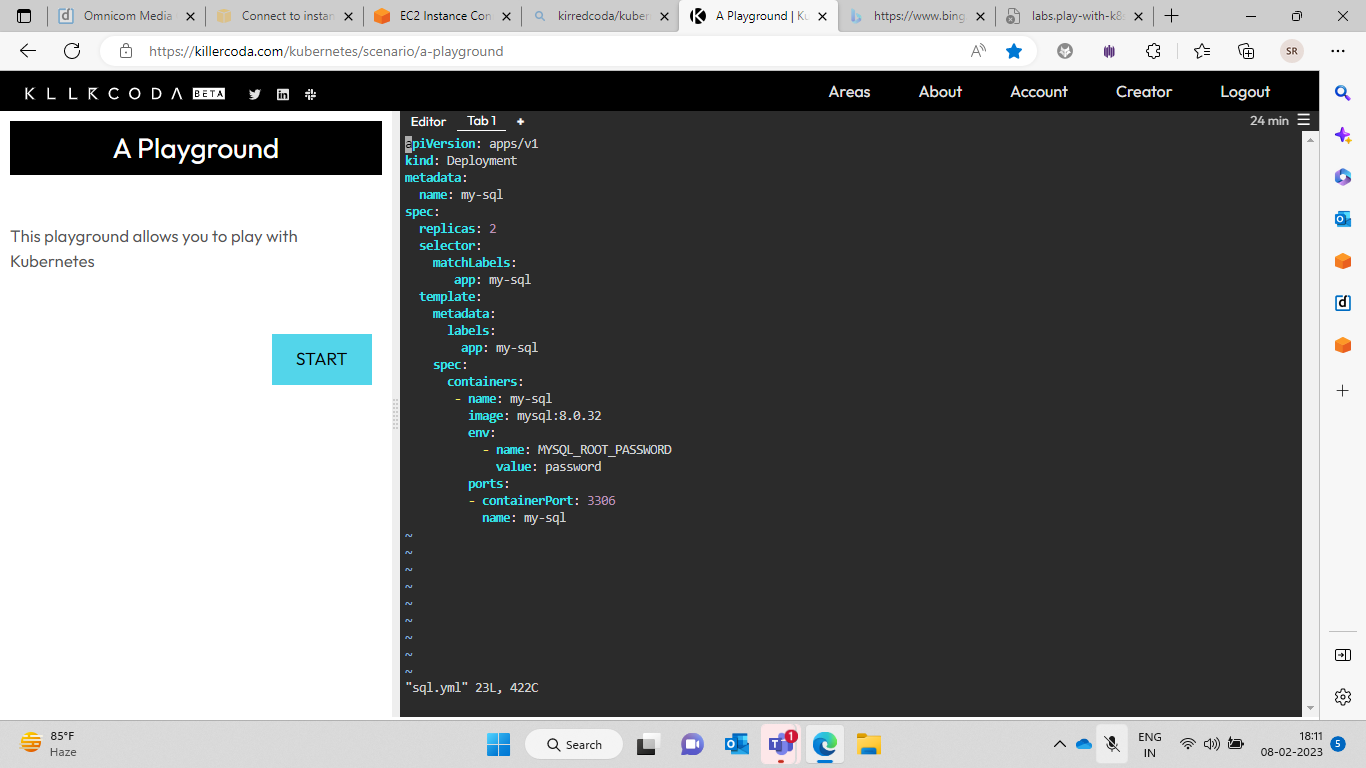 Omnicom Media
Connect to instan
EC2 Instance Con
kirredcoda/kuber
A Playground | Ku
https://www.bing
labs.play-with-k8
https://killercoda.com/kubernetes/scenario/a-playground
A
SR
KILLERCODA BETA
Areas
About
Account
Creator
Logout
A Playground
This playground allows you to play with
Kubernetes
START
Editor
Tab 1
+
24 min
apiVersion: apps/v1
kind: Deployment
metadata:
  name: my-sql
spec:
  replicas: 2
  selector:
    matchLabels:
       app: my-sql
  template:
    metadata:
      labels:
        app: my-sql
    spec:
      containers:
       - name: my-sql
         image: mysql:8.0.32
         env:
           - name: MYSQL_ROOT_PASSWORD
             value: password
         ports:
         - containerPort: 3306
           name: my-sql
~
~
~
~
~
~
~
~
~
"sql.yml" 23L, 422C
85°F
Haze
Search
1
ENG
IN
18:11
08-02-2023
5